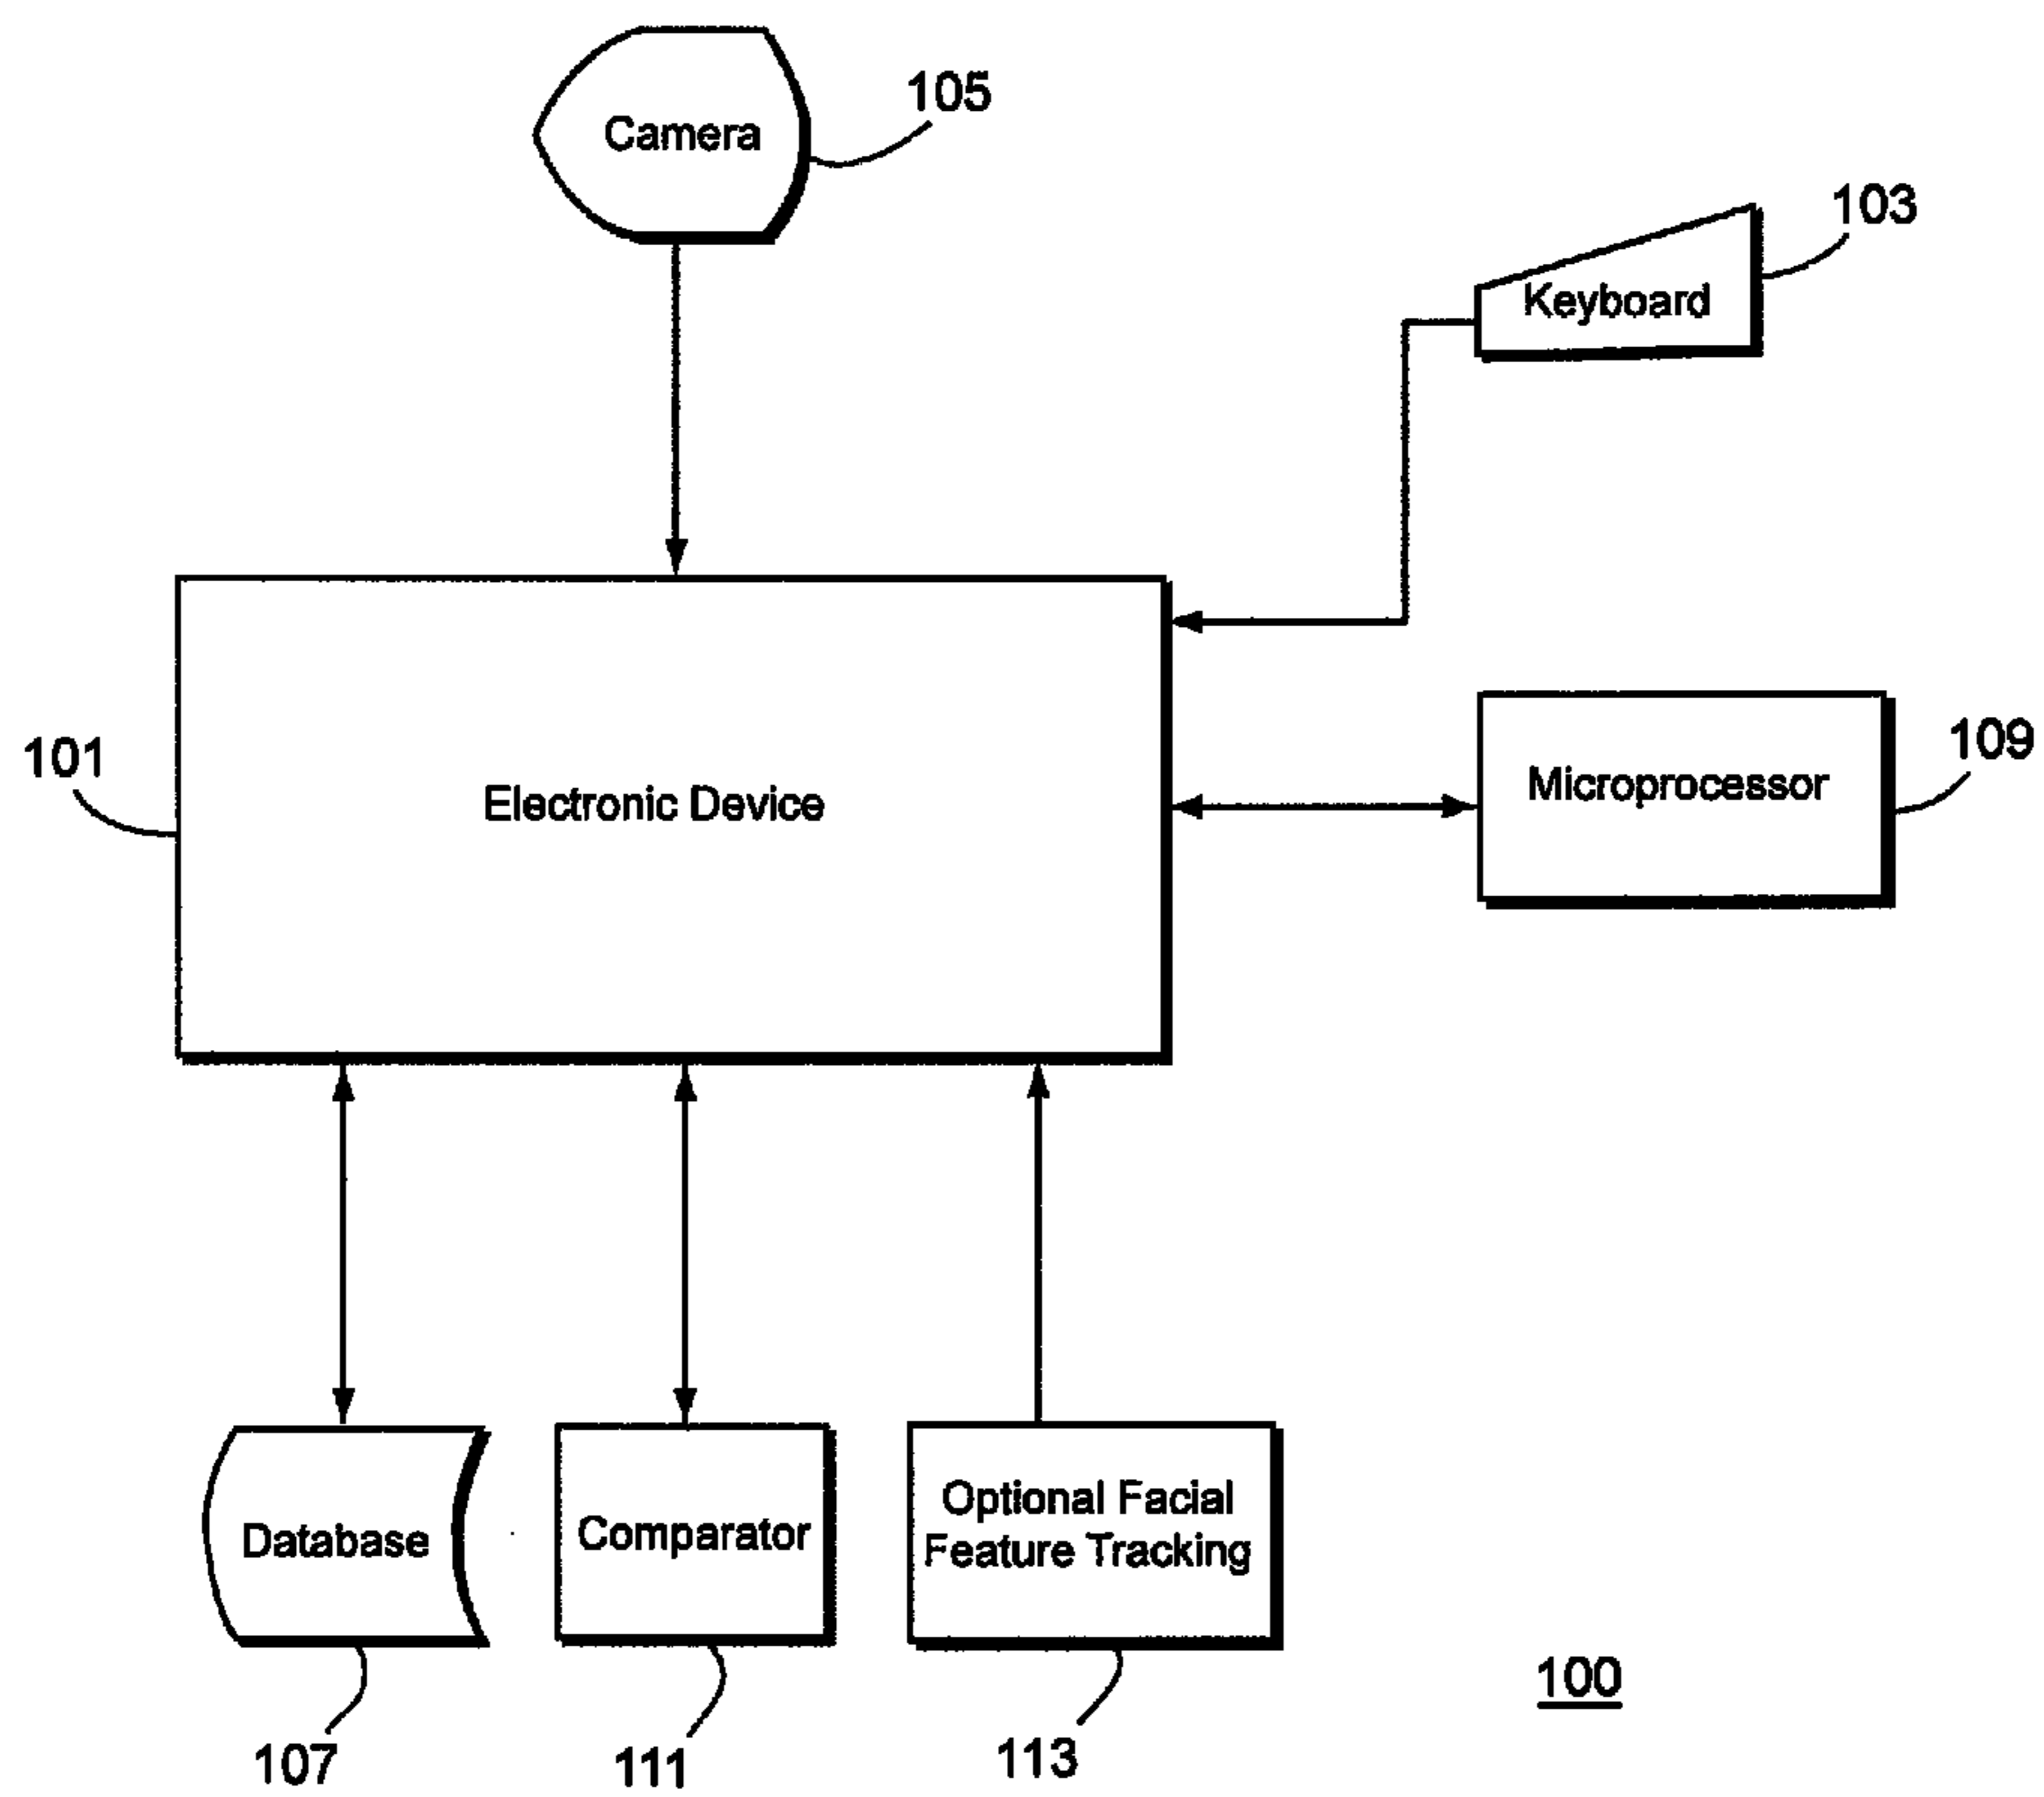 Camera
105
Keyboard
103
101
Electronic Device
Microprocessor
109
Database
Comparator
Optional Facial
Feature Tracking
107
111
113
100